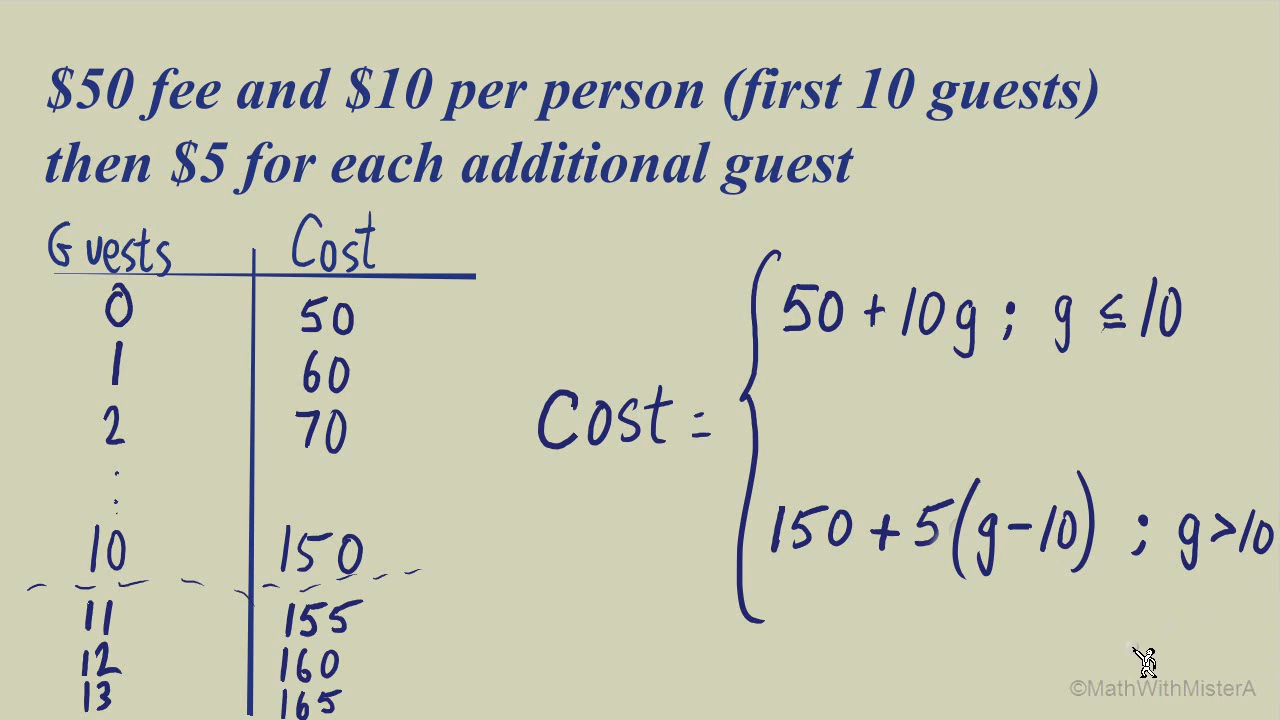 $50 fee and $10 per person (first 10 guests)
then $5 for each additional guest
Guests Cost
0 50
1 60
2 70
.
.
10 150
11 155
12 160
13 165
Cost =
50 + 10g ; g ≤ 10
150 + 5(g - 10) ; g > 10
©MathWithMisterA